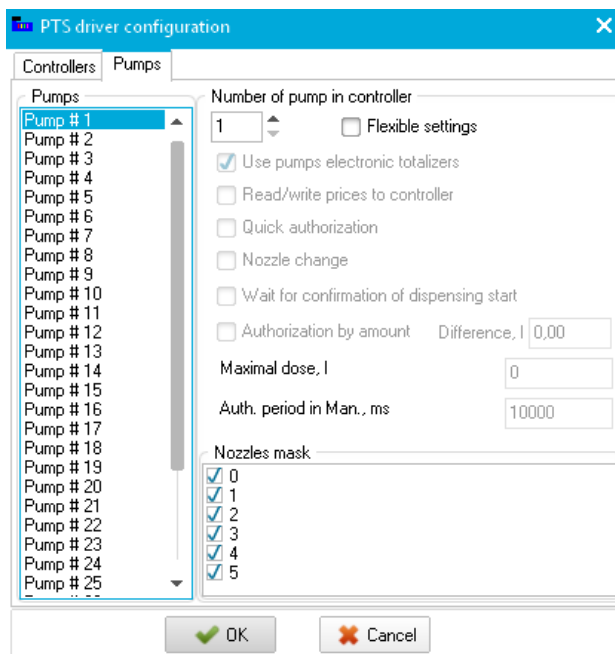 PTS driver configuration
Controllers
Pumps
Pumps
Pump # 1
Pump # 2
Pump # 3
Pump # 4
Pump # 5
Pump # 6
Pump # 7
Pump # 8
Pump # 9
Pump # 10
Pump # 11
Pump # 12
Pump # 13
Pump # 14
Pump # 15
Pump # 16
Pump # 17
Pump # 18
Pump # 19
Pump # 20
Pump # 21
Pump # 22
Pump # 23
Pump # 24
Pump # 25
Number of pump in controller
1
Flexible settings
Use pumps electronic totalizers
Read/write prices to controller
Quick authorization
Nozzle change
Wait for confirmation of dispensing start
Authorization by amount Difference, l 0,00
Maximal dose, l 0
Auth. period in Man., ms 10000
Nozzles mask
0
1
2
3
4
5
OK
Cancel